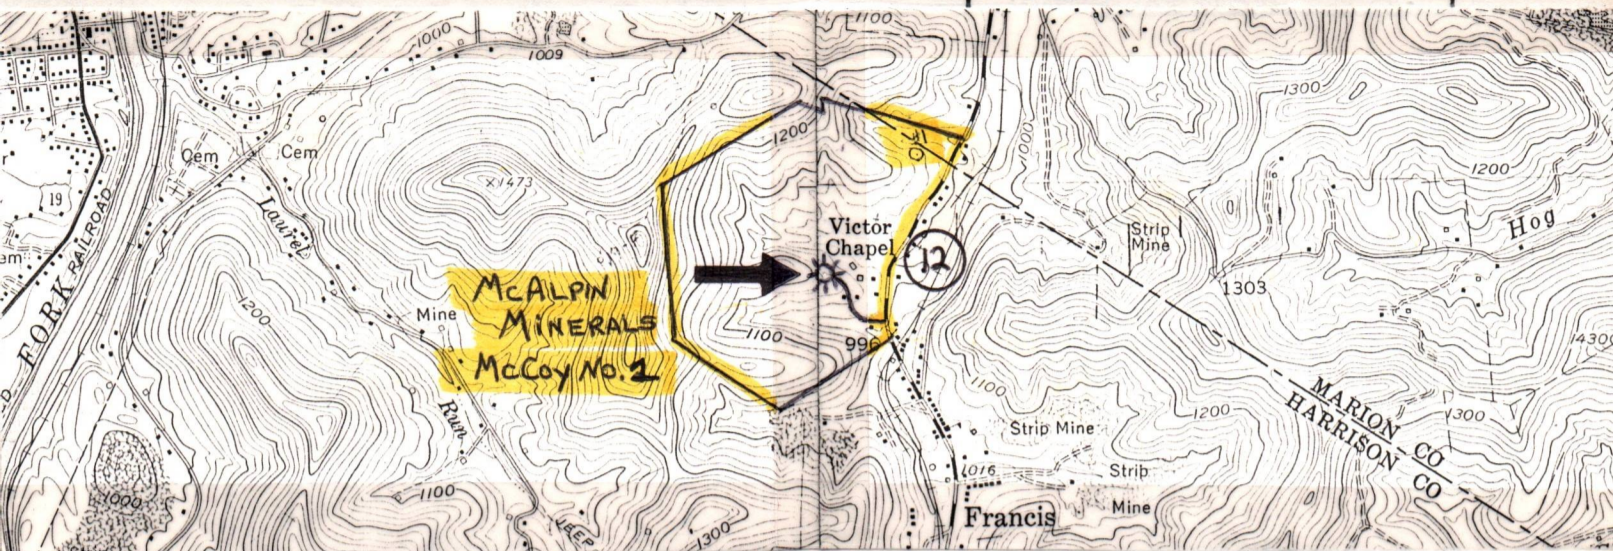 1100
1000
1009
1300
1200
Cem
Cem
1000
x1473
1200
19
Laurel
Strip
Mine
Hog
Victor
Chapel
12
FORK RAILROAD
McALPIN
MINERALS
McCoy No. 1
1303
1200
Mine
1100
996
1100
MARION CO
HARRISON CO
1200
1300
Run
Strip Mine
1016
Strip
Mine
1000
1100
Francis
JEEP
1300